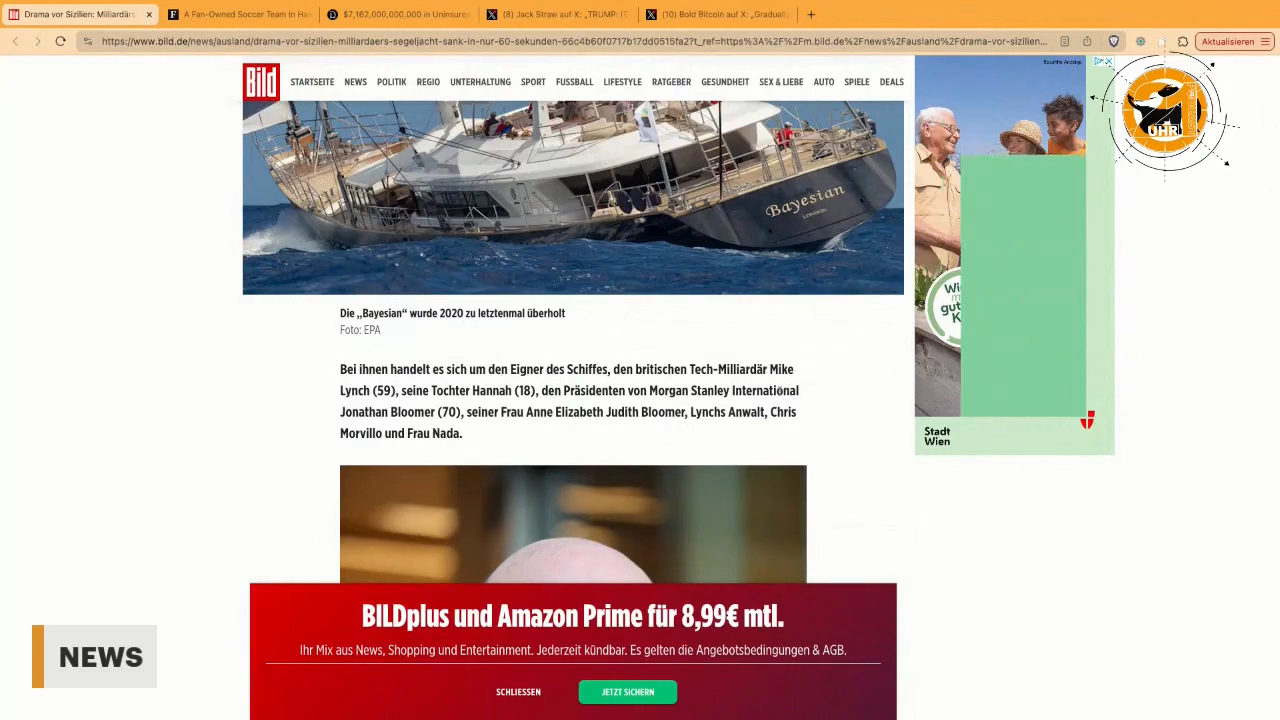 Drama vor Sizilien: Milliardärs
A Fan-Owned Soccer Team In Ha
$7,162,000,000,000 in Uninsured
(8) Jack Straw auf X: „TRUMP: IT
(10) Bold Bitcoin auf X: „Gradually
https://www.bild.de/news/ausland/drama-vor-sizilien-milliardaers-segeljacht-sank-in-nur-60-sekunden-66c4b60f0717b17dd0515fa2?t_ref=https%3A%2F%2Fm.bild.de%2Fnews%2Fausland%2Fdrama-vor-sizilien...
Aktualisieren
Bild
STARTSEITE NEWS POLITIK REGIO UNTERHALTUNG SPORT FUSSBALL LIFESTYLE RATGEBER GESUNDHEIT SEX & LIEBE AUTO SPIELE DEALS
Bezahlte Anzeige
21
UHR
Bayesian
LONDON
Die „Bayesian“ wurde 2020 zu letztenmal überholt
Foto: EPA
Bei ihnen handelt es sich um den Eigner des Schiffes, den britischen Tech-Milliardär Mike
Lynch (59), seine Tochter Hannah (18), den Präsidenten von Morgan Stanley International
Jonathan Bloomer (70), seiner Frau Anne Elizabeth Judith Bloomer, Lynchs Anwalt, Chris
Morvillo und Frau Nada.
Stadt
Wien
BILDplus und Amazon Prime für 8,99€ mtl.
Ihr Mix aus News, Shopping und Entertainment. Jederzeit kündbar. Es gelten die Angebotsbedingungen & AGB.
SCHLIESSEN
JETZT SICHERN
NEWS